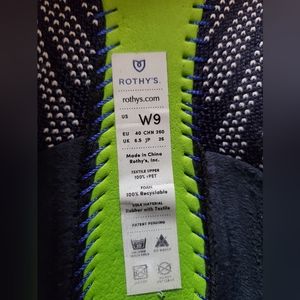 ROTHY'S.
rothys.com
US W9
EU 40 CHN 260
UK 6.5 JP 26
Made in China
Rothy's, Inc.
TEXTILE UPPER
100% rPET
FOAM
100% Recyclable
SOLE MATERIAL
Rubber with Textile
PATENT PENDING